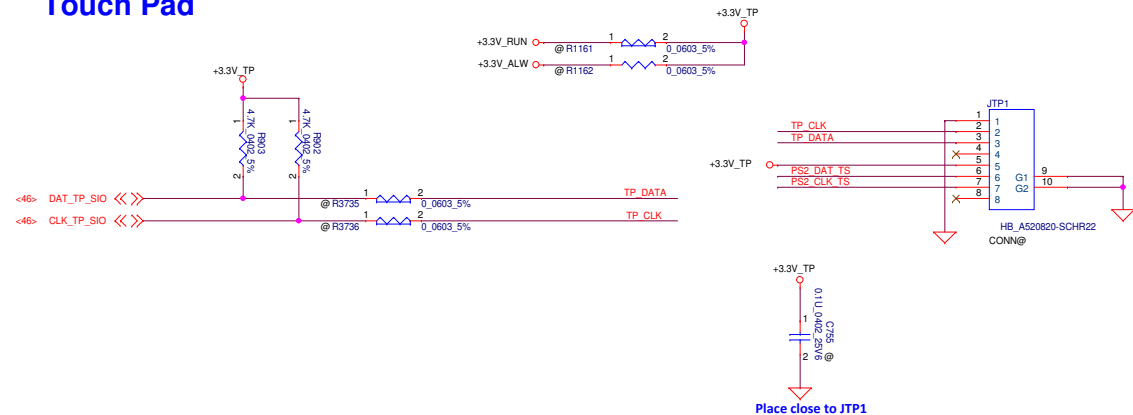 Touch Pad
+3.3V_TP
+3.3V_RUN
@ R1161
1
2
0_0603_5%
+3.3V_ALW
@ R1162
1
2
0_0603_5%
+3.3V_TP
1
2
4.7K_0402_5%
R903
1
2
4.7K_0402_5%
R902
<46> DAT_TP_SIO
@ R3735
1
2
0_0603_5%
TP_DATA
<46> CLK_TP_SIO
@ R3736
1
2
0_0603_5%
TP_CLK
JTP1
1 1
TP_CLK 2 2
TP_DATA 3 3
4 4
+3.3V_TP 5 5
PS2_DAT_TS 6 6
PS2_CLK_TS 7 7
8 8
G1 9
G2 10
HB_A520820-SCHR22
CONN@
+3.3V_TP
1
2
0.1U_0402_25V6
C755
@
Place close to JTP1